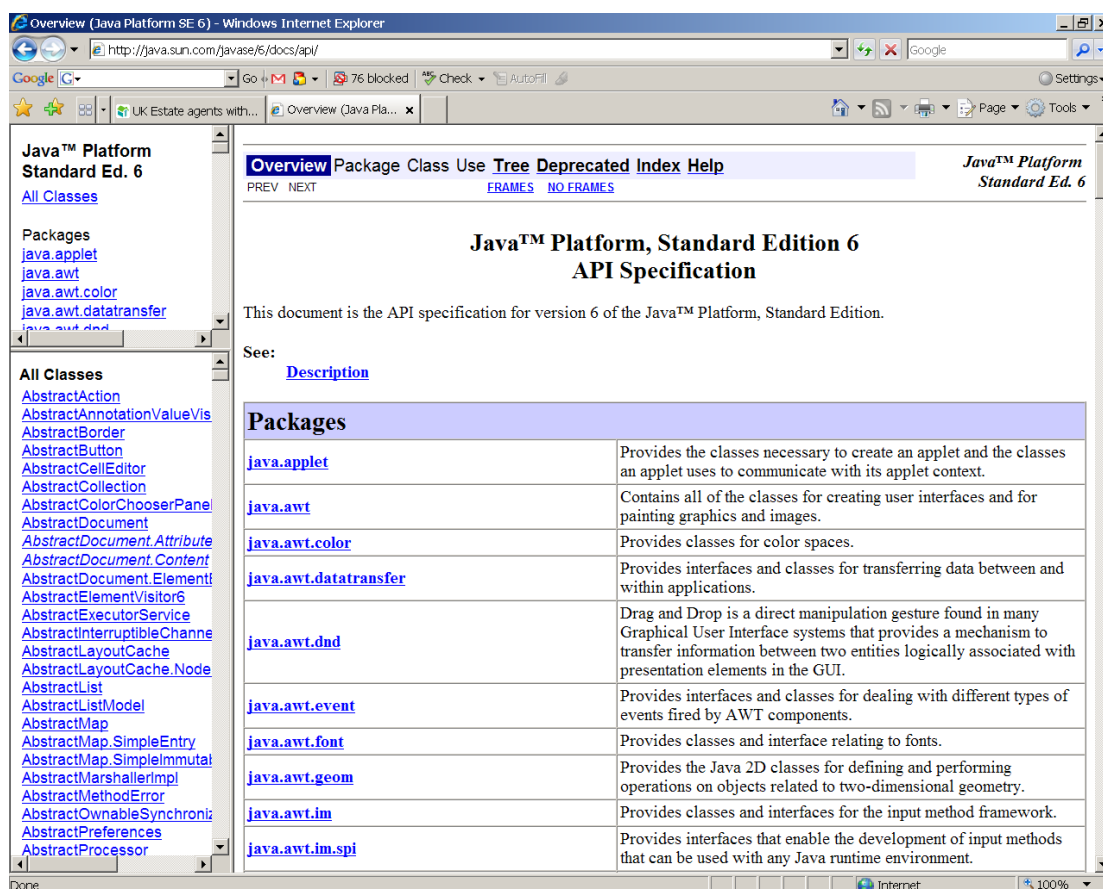 Overview (Java Platform SE 6) - Windows Internet Explorer
http://java.sun.com/javase/6/docs/api/
Google
Google G
Go
76 blocked
Check
AutoFill
Settings
UK Estate agents with...
Overview (Java Pla...
Page
Tools
Java™ Platform
Standard Ed. 6
All Classes
Packages
java.applet
java.awt
java.awt.color
java.awt.datatransfer
java.awt.dnd
All Classes
AbstractAction
AbstractAnnotationValueVis
AbstractBorder
AbstractButton
AbstractCellEditor
AbstractCollection
AbstractColorChooserPanel
AbstractDocument
AbstractDocument.Attribute
AbstractDocument.Content
AbstractDocument.ElementE
AbstractElementVisitor6
AbstractExecutorService
AbstractInterruptibleChanne
AbstractLayoutCache
AbstractLayoutCache.Node
AbstractList
AbstractListModel
AbstractMap
AbstractMap.SimpleEntry
AbstractMap.SimpleImmutal
AbstractMarshallerImpl
AbstractMethodError
AbstractOwnableSynchroniz
AbstractPreferences
AbstractProcessor
Overview Package Class Use Tree Deprecated Index Help
PREV NEXT FRAMES NO FRAMES
Java™ Platform
Standard Ed. 6
Java™ Platform, Standard Edition 6
API Specification
This document is the API specification for version 6 of the Java™ Platform, Standard Edition.
See:
Description
Packages
java.applet
Provides the classes necessary to create an applet and the classes
an applet uses to communicate with its applet context.
java.awt
Contains all of the classes for creating user interfaces and for
painting graphics and images.
java.awt.color
Provides classes for color spaces.
java.awt.datatransfer
Provides interfaces and classes for transferring data between and
within applications.
java.awt.dnd
Drag and Drop is a direct manipulation gesture found in many
Graphical User Interface systems that provides a mechanism to
transfer information between two entities logically associated with
presentation elements in the GUI.
java.awt.event
Provides interfaces and classes for dealing with different types of
events fired by AWT components.
java.awt.font
Provides classes and interface relating to fonts.
java.awt.geom
Provides the Java 2D classes for defining and performing
operations on objects related to two-dimensional geometry.
java.awt.im
Provides classes and interfaces for the input method framework.
java.awt.im.spi
Provides interfaces that enable the development of input methods
that can be used with any Java runtime environment.
Done
Internet
100%